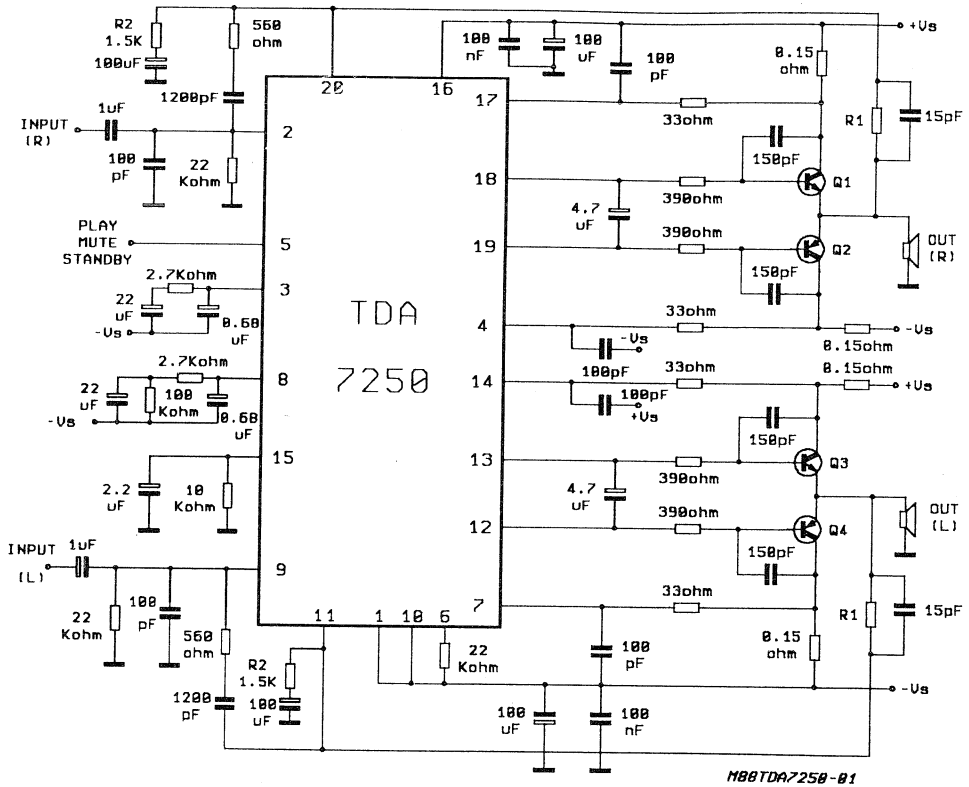 R2
1.5K
100uF
560
ohm
1200pF
1uF
INPUT
(R)
100
pF
22
Kohm
PLAY
MUTE
STANDBY
2.7Kohm
22
uF
-Vs
0.68
uF
2.7Kohm
22
uF
100
Kohm
-Vs
0.68
uF
2.2
uF
10
Kohm
INPUT
(L)
1uF
22
Kohm
100
pF
560
ohm
1200
pF
R2
1.5K
100
uF
20
16
2
17
18
5
19
3
TDA
7250
4
8
14
15
13
12
9
7
11
1
10
6
22
Kohm
100
nF
100
uF
100
pF
+Vs
0.15
ohm
33ohm
R1
15pF
150pF
390ohm
Q1
4.7
uF
390ohm
Q2
OUT
(R)
150pF
33ohm
-Vs
0.15ohm
-Vs
100pF
33ohm
0.15ohm
+Vs
100pF
+Vs
150pF
390ohm
Q3
4.7
uF
390ohm
Q4
OUT
(L)
150pF
33ohm
R1
15pF
0.15
ohm
100
pF
-Vs
100
uF
100
nF
M88TDA7250-01